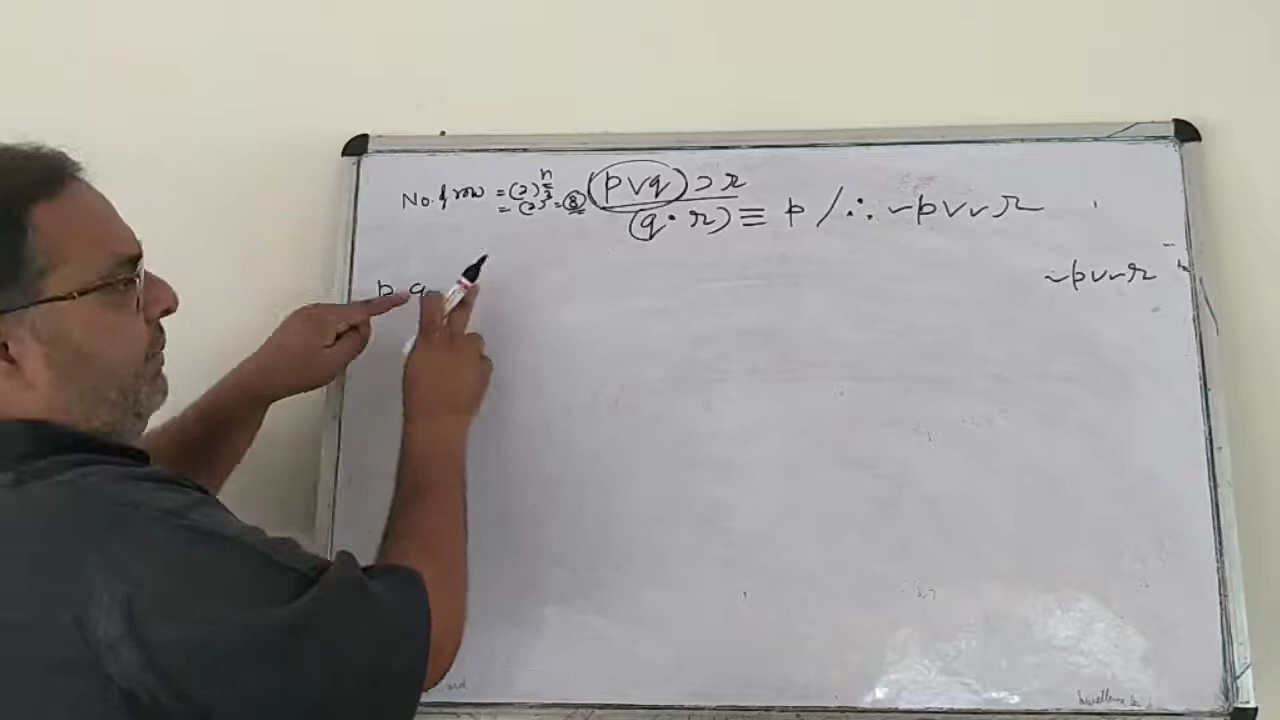 No. of row = (2)ⁿ
= (2)³ = 8
(p ∨ q) ⊃ r
(q · r) ≡ p / ∴ ~p ∨ ~r
~p ∨ ~r
p q